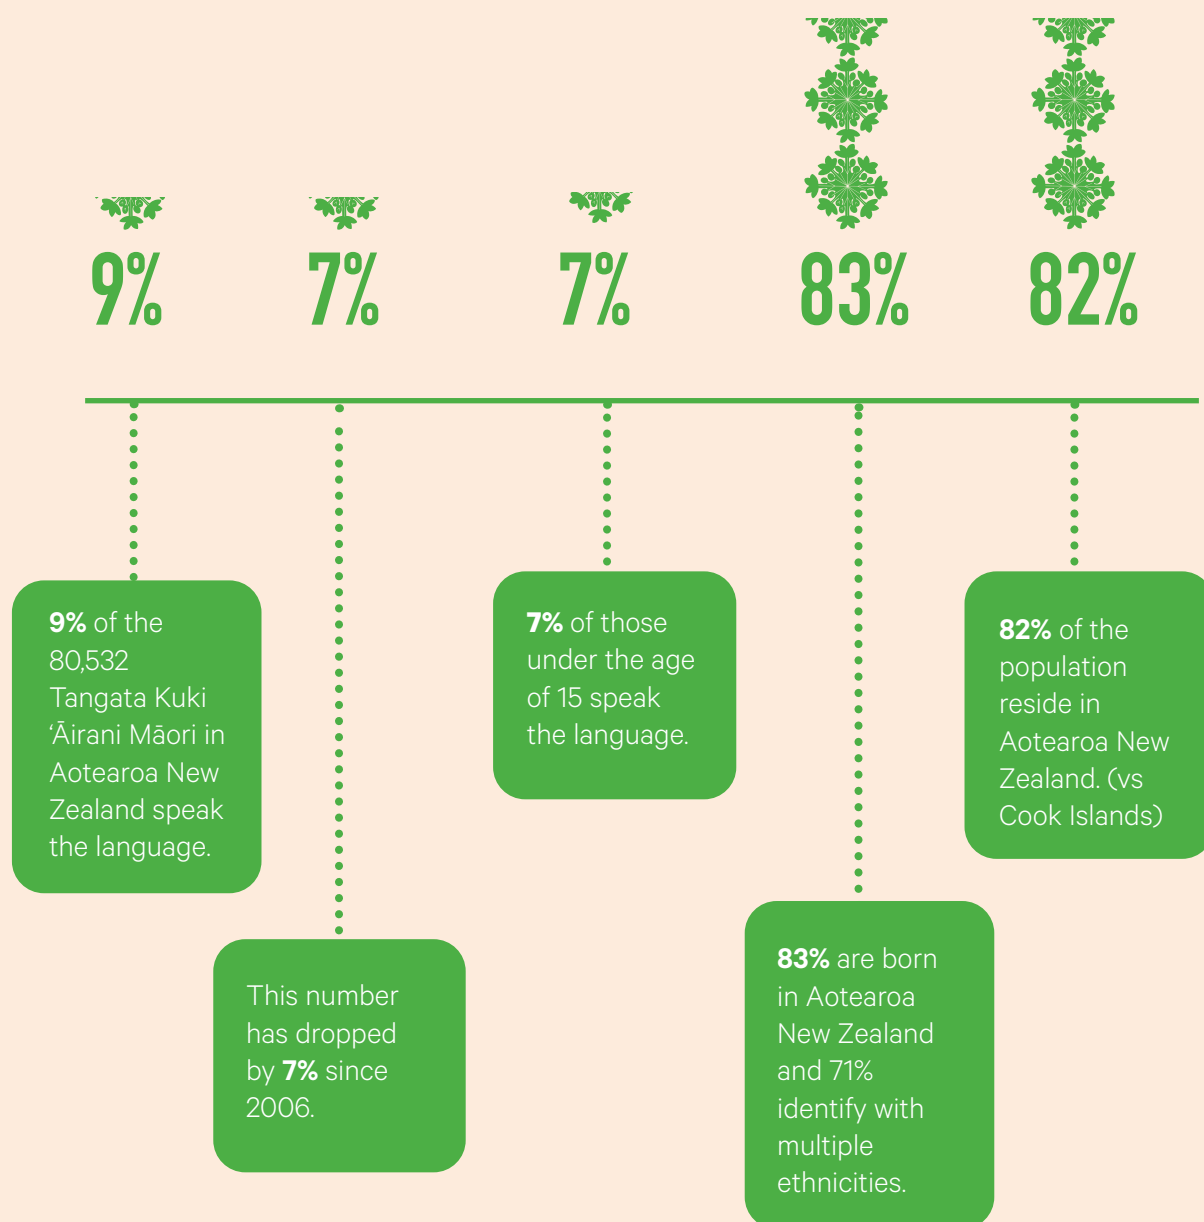 9%
7%
7%
83%
82%
9% of the
80,532
Tangata Kuki
‘Āirani Māori in
Aotearoa New
Zealand speak
the language.
This number
has dropped
by 7% since
2006.
7% of those
under the age
of 15 speak
the language.
83% are born
in Aotearoa
New Zealand
and 71%
identify with
multiple
ethnicities.
82% of the
population
reside in
Aotearoa New
Zealand. (vs
Cook Islands)